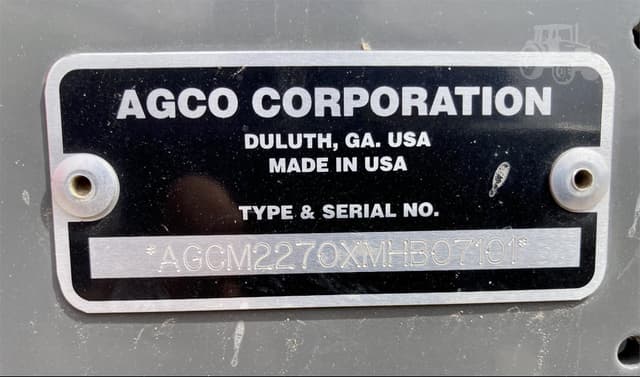 AGCO CORPORATION
DULUTH, GA. USA
MADE IN USA
TYPE & SERIAL NO.
*AGCM2270XMHB07101*